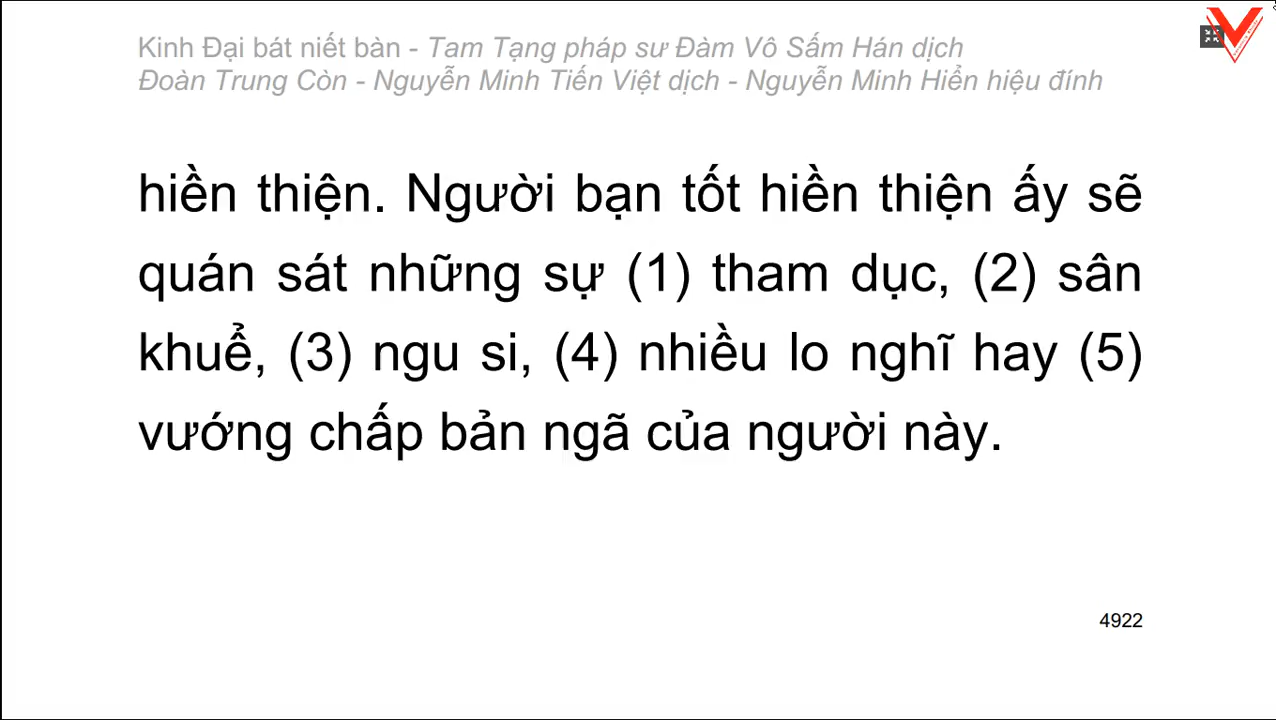 Kinh Đại bát niết bàn - Tam Tạng pháp sư Đàm Vô Sấm Hán dịch
Đoàn Trung Còn - Nguyễn Minh Tiến Việt dịch - Nguyễn Minh Hiển hiệu đính
hiền thiện. Người bạn tốt hiền thiện ấy sẽ
quán sát những sự (1) tham dục, (2) sân
khuể, (3) ngu si, (4) nhiều lo nghĩ hay (5)
vướng chấp bản ngã của người này.
4922